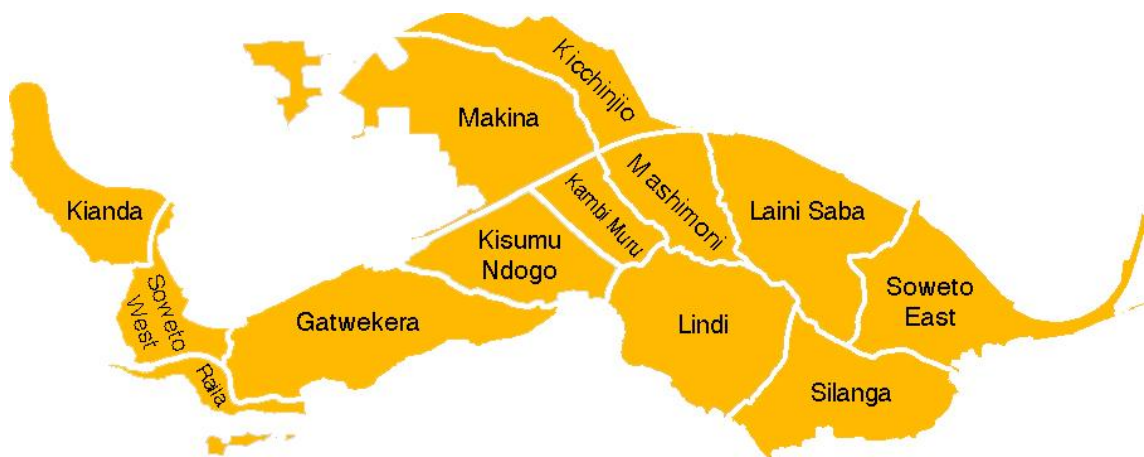 Kicchinjio
Makina
Mashimoni
Kambi Muru
Laini Saba
Kianda
Kisumu
Ndogo
Soweto
East
Soweto
West
Gatwekera
Lindi
Raila
Silanga